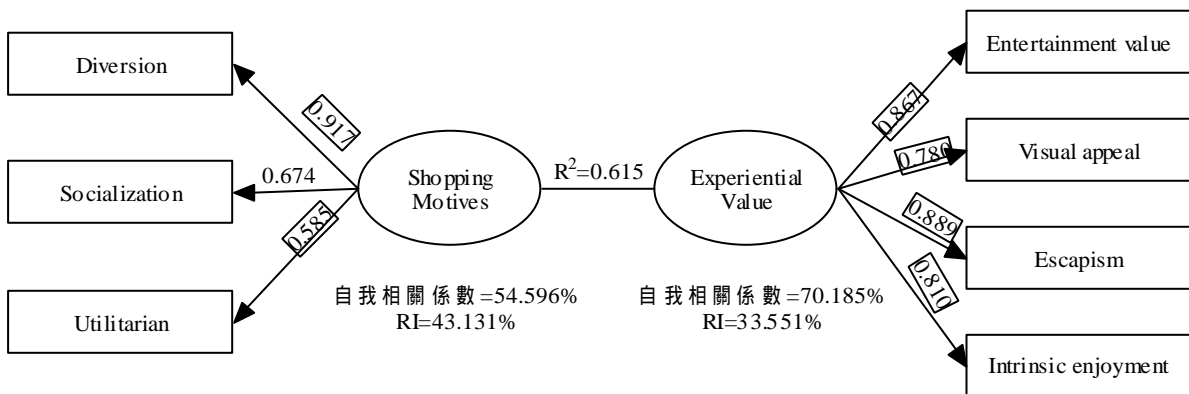 Diversion
Socialization
Utilitarian
0.917
0.674
0.585
Shopping
Motives
R²=0.615
Experiential
Value
自我相關係數=54.596%
RI=43.131%
自我相關係數=70.185%
RI=33.551%
0.867
0.780
0.889
0.810
Entertainment value
Visual appeal
Escapism
Intrinsic enjoyment